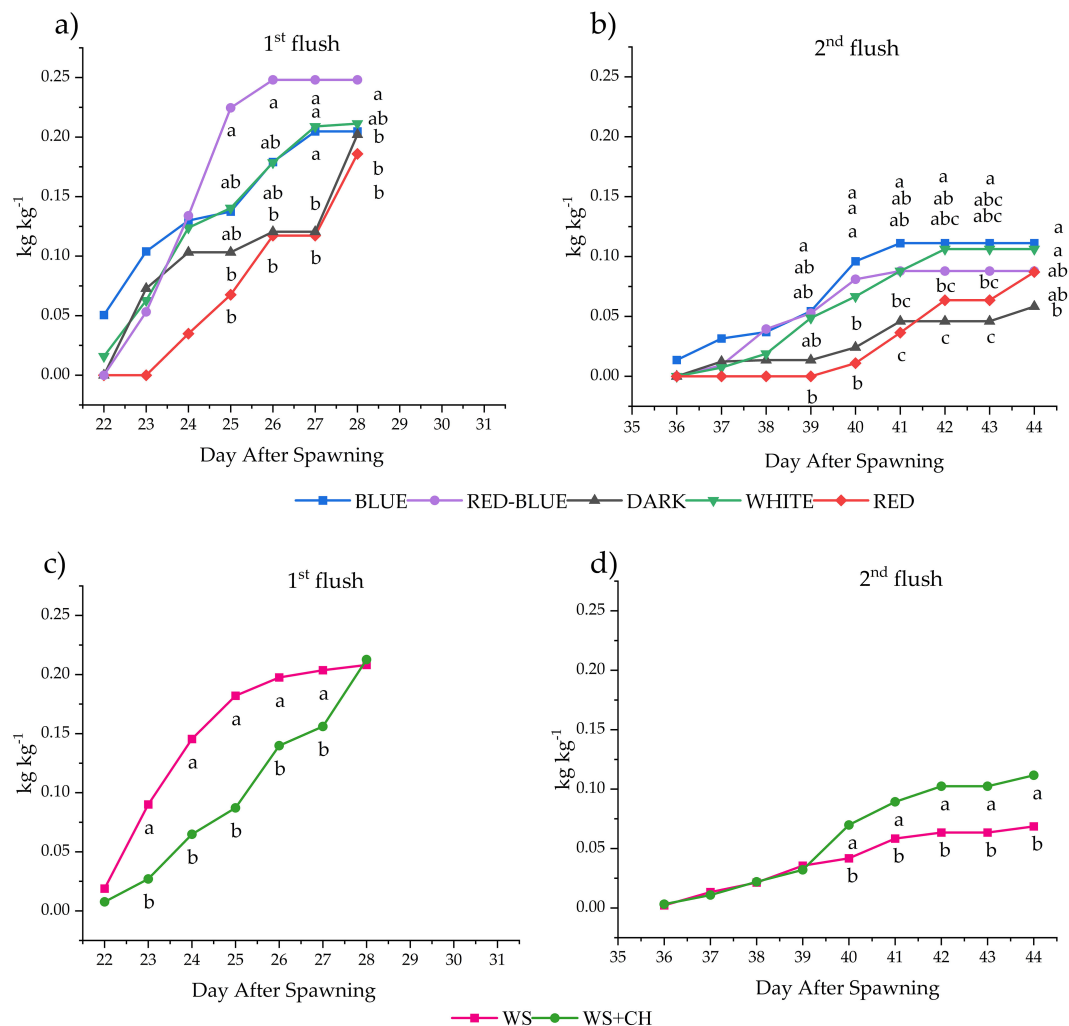 a)
1st flush
0.25
0.20
0.15
0.10
0.05
0.00
kg kg-1
a
a
a
a
a
a
ab
b
b
b
ab
ab
b
b
a
ab
ab
b
b
b
b
22 23 24 25 26 27 28 29 30 31
Day After Spawning
b)
2nd flush
0.25
0.20
0.15
0.10
0.05
0.00
kg kg-1
a
ab
ab
ab
b
a
a
a
b
b
a
ab
ab
bc
c
a
ab
abc
bc
c
a
abc
abc
bc
c
a
a
ab
ab
b
35 36 37 38 39 40 41 42 43 44
Day After Spawning
BLUE RED-BLUE DARK WHITE RED
c)
1st flush
0.25
0.20
0.15
0.10
0.05
0.00
kg kg-1
a
a
a
a
a
b
b
b
b
b
22 23 24 25 26 27 28 29 30 31
Day After Spawning
d)
2nd flush
0.25
0.20
0.15
0.10
0.05
0.00
kg kg-1
a
a
a
a
a
b
b
b
b
b
35 36 37 38 39 40 41 42 43 44
Day After Spawning
WS WS+CH